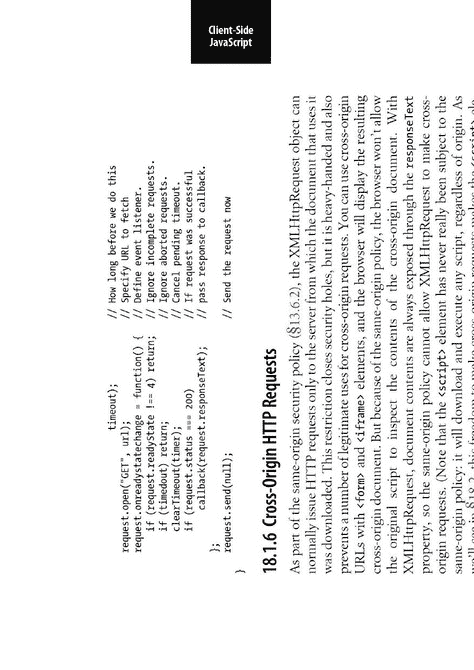 timeout); // How long before we do this
request.open("GET", url); // Specify URL to fetch
request.onreadystatechange = function() { // Define event listener.
if (request.readyState !== 4) return; // Ignore incomplete requests.
if (timedout) return; // Ignore aborted requests.
clearTimeout(timer); // Cancel pending timeout.
if (request.status === 200) // If request was successful
callback(request.responseText); // pass response to callback.
};
request.send(null); // Send the request now
}
18.1.6 Cross-Origin HTTP Requests
As part of the same-origin security policy (§13.6.2), the XMLHttpRequest object can
normally issue HTTP requests only to the server from which the document that uses it
was downloaded. This restriction closes security holes, but it is heavy-handed and also
prevents a number of legitimate uses for cross-origin requests. You can use cross-origin
URLs with <form> and <iframe> elements, and the browser will display the resulting
cross-origin document. But because of the same-origin policy, the browser won't allow
the original script to inspect the contents of the cross-origin document. With
XMLHttpRequest, document contents are always exposed through the responseText
property, so the same-origin policy cannot allow XMLHttpRequest to make cross-
origin requests. (Note that the <script> element has never really been subject to the
same-origin policy: it will download and execute any script, regardless of origin. As
Client-Side
JavaScript